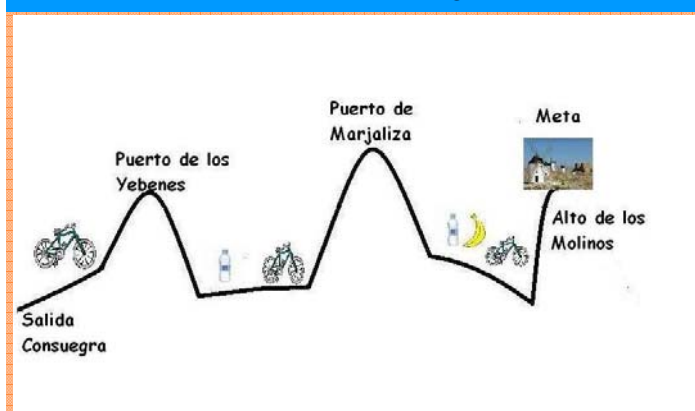 Puerto de los
Yebenes
Puerto de
Marjaliza
Meta
Alto de los
Molinos
Salida
Consuegra